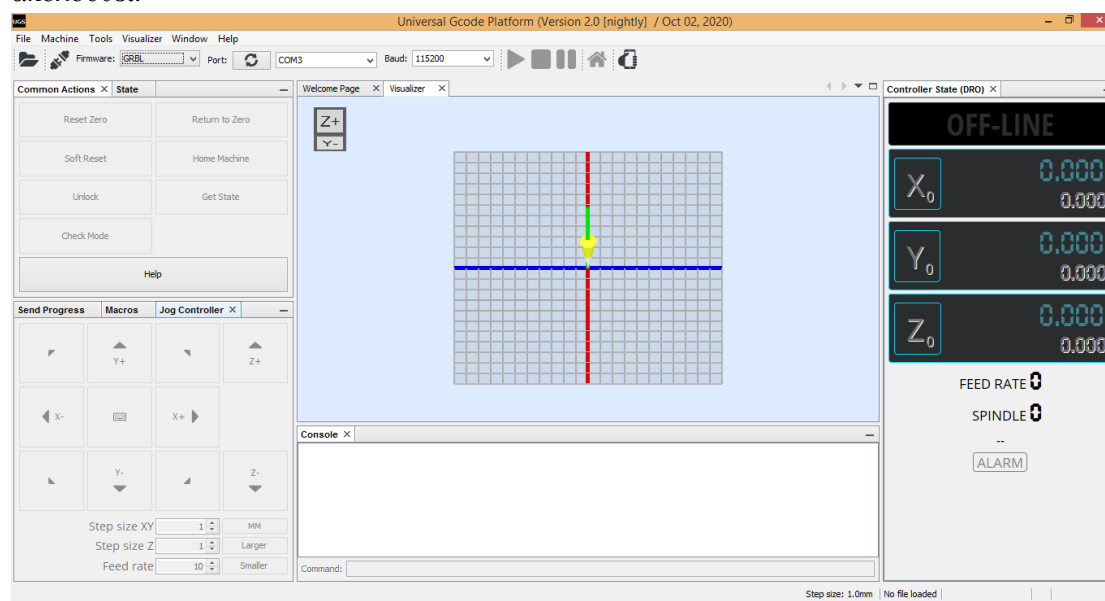 UGS Universal Gcode Platform (Version 2.0 [nightly] / Oct 02, 2020)
File Machine Tools Visualizer Window Help
Firmware: GRBL Port: COM3 Baud: 115200
Common Actions X State
Reset Zero Return to Zero
Soft Reset Home Machine
Unlock Get State
Check Mode
Help
Send Progress Macros Jog Controller X
Y+ Z+
X- X+
Y- Z-
Step size XY 1 MM
Step size Z 1 Larger
Feed rate 10 Smaller
Welcome Page X Visualizer X
Z+
Y-
Console X
Command:
Controller State (DRO) X
OFF-LINE
X0 0.000
0.000
Y0 0.000
0.000
Z0 0.000
0.000
FEED RATE 0
SPINDLE 0
--
ALARM
Step size: 1.0mm No file loaded